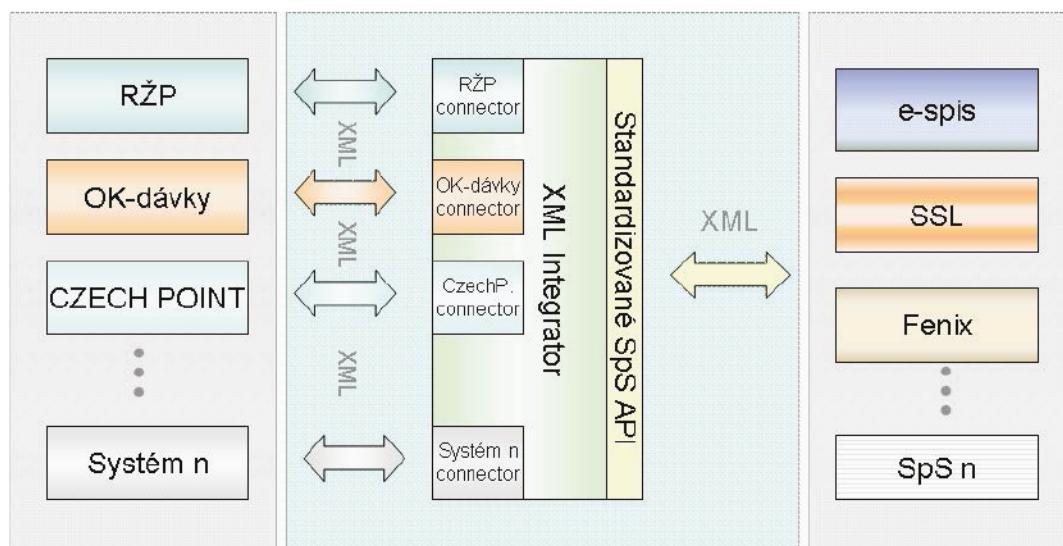 RŽP
OK-dávky
CZECH POINT
Systém n
XML
XML
XML
RŽP
connector
OK-dávky
connector
CzechP.
connector
Systém n
connector
XML Integrator
Standardizované SpS API
XML
e-spis
SSL
Fenix
SpS n